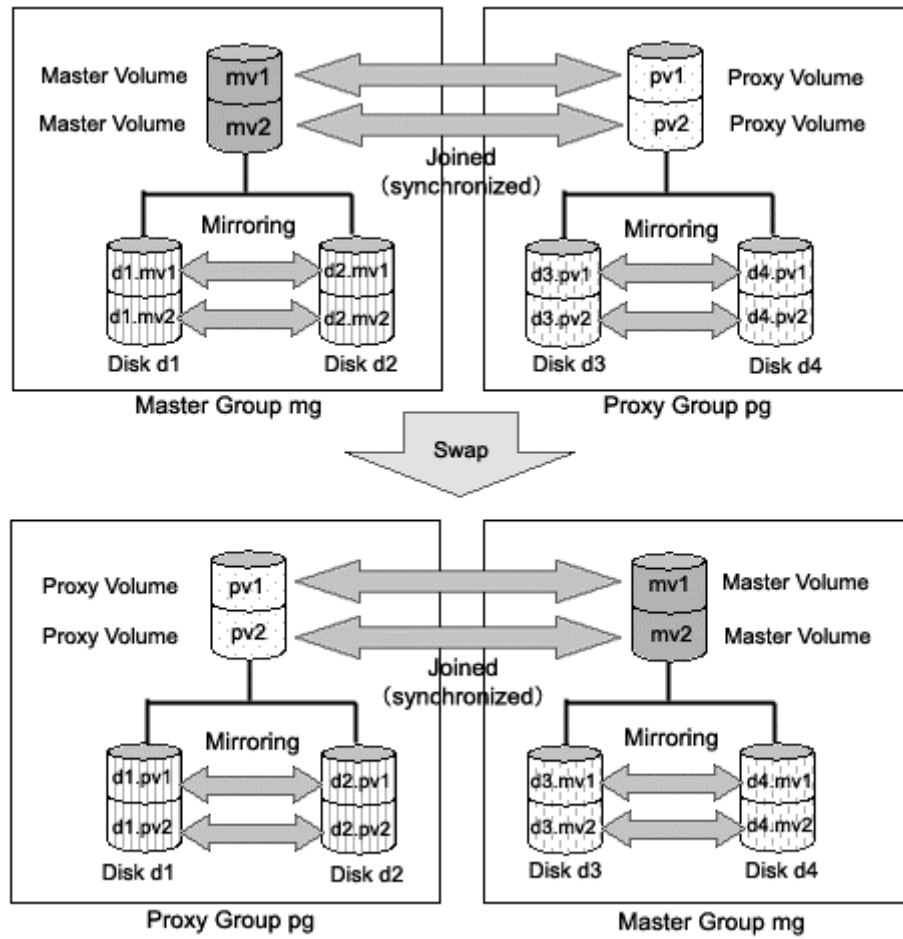 Master Volume mv1 pv1 Proxy Volume
Master Volume mv2 pv2 Proxy Volume
Joined
(synchronized)
Mirroring Mirroring
d1.mv1 d2.mv1 d3.pv1 d4.pv1
d1.mv2 d2.mv2 d3.pv2 d4.pv2
Disk d1 Disk d2 Disk d3 Disk d4
Master Group mg Proxy Group pg
Swap
Proxy Volume pv1 mv1 Master Volume
Proxy Volume pv2 mv2 Master Volume
Joined
(synchronized)
Mirroring Mirroring
d1.pv1 d2.pv1 d3.mv1 d4.mv1
d1.pv2 d2.pv2 d3.mv2 d4.mv2
Disk d1 Disk d2 Disk d3 Disk d4
Proxy Group pg Master Group mg